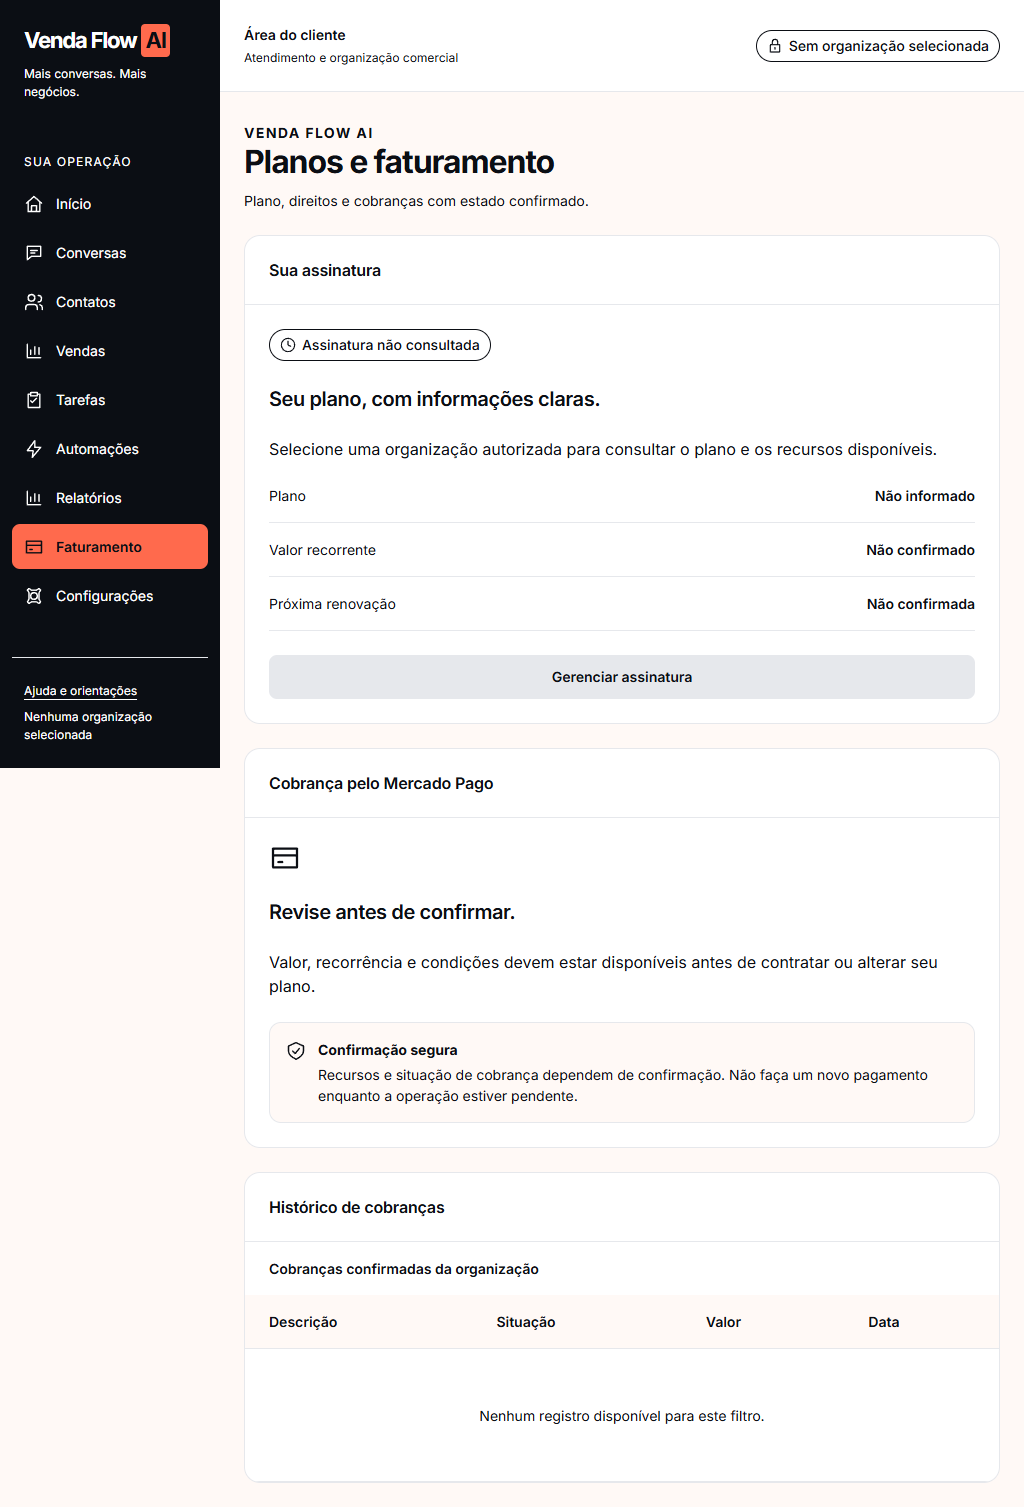 Venda Flow AI
Mais conversas. Mais
negócios.
SUA OPERAÇÃO
Início
Conversas
Contatos
Vendas
Tarefas
Automações
Relatórios
Faturamento
Configurações
Ajuda e orientações
Nenhuma organização
selecionada
Área do cliente
Atendimento e organização comercial
Sem organização selecionada
VENDA FLOW AI
Planos e faturamento
Plano, direitos e cobranças com estado confirmado.
Sua assinatura
Assinatura não consultada
Seu plano, com informações claras.
Selecione uma organização autorizada para consultar o plano e os recursos disponíveis.
Plano Não informado
Valor recorrente Não confirmado
Próxima renovação Não confirmada
Gerenciar assinatura
Cobrança pelo Mercado Pago
Revise antes de confirmar.
Valor, recorrência e condições devem estar disponíveis antes de contratar ou alterar seu
plano.
Confirmação segura
Recursos e situação de cobrança dependem de confirmação. Não faça um novo pagamento
enquanto a operação estiver pendente.
Histórico de cobranças
Cobranças confirmadas da organização
Descrição Situação Valor Data
Nenhum registro disponível para este filtro.